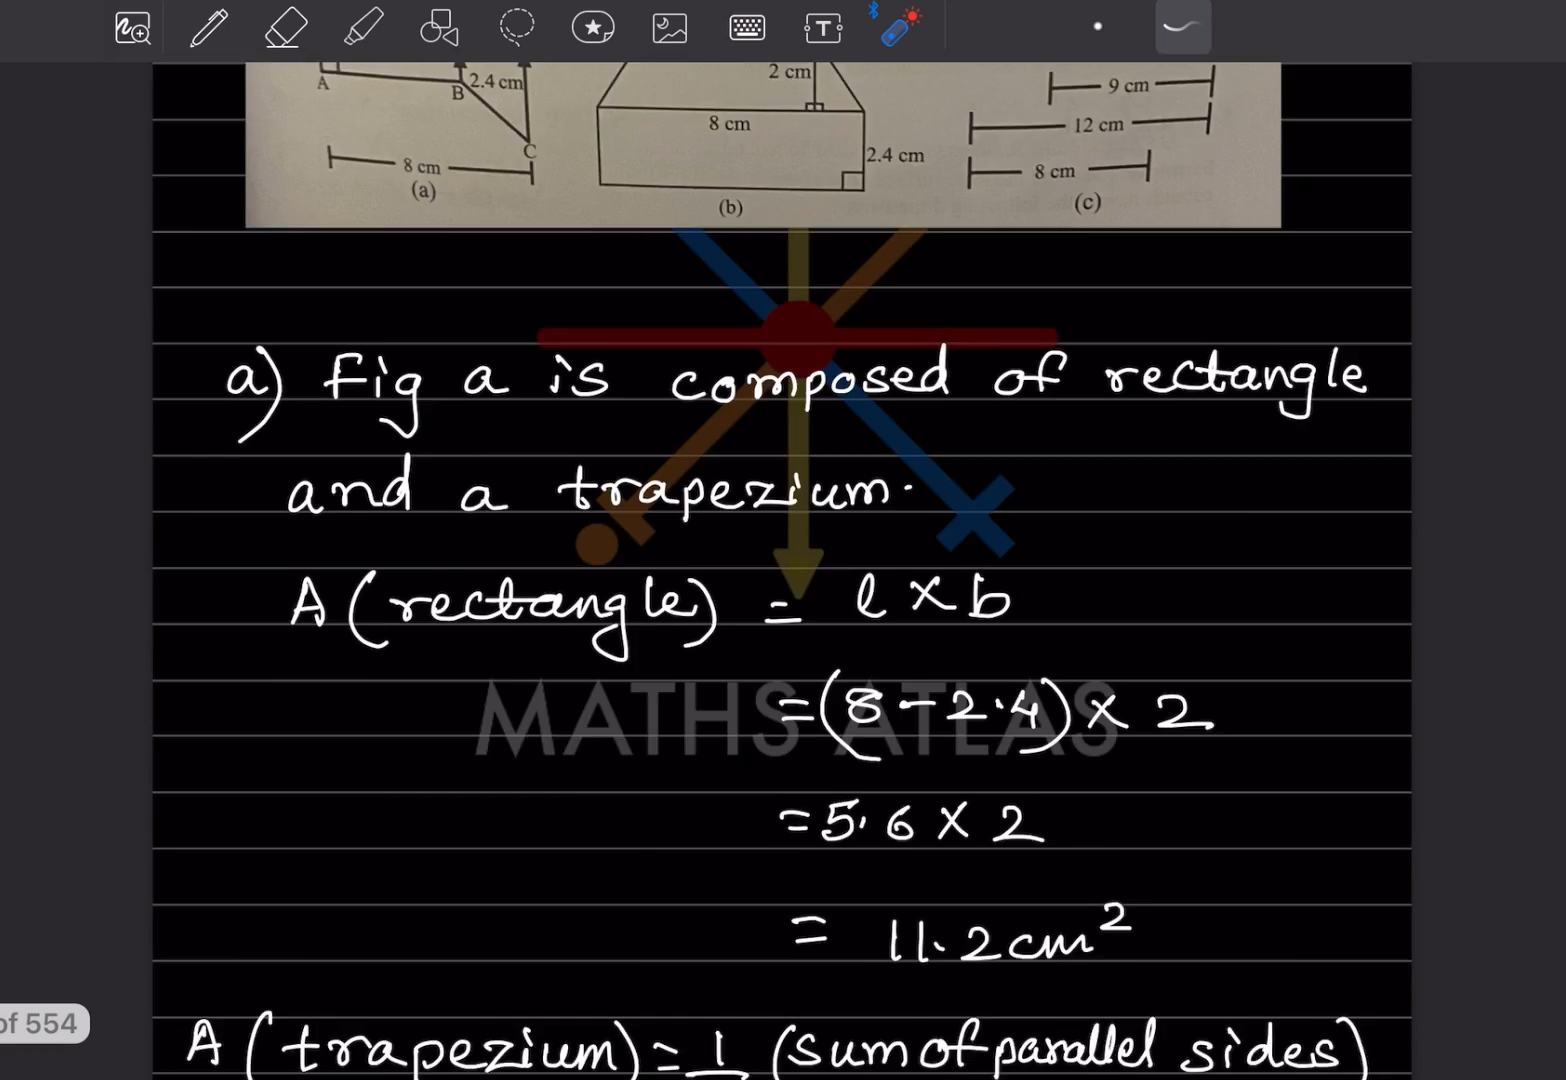 A B 2.4 cm C
8 cm
(a)
2 cm
8 cm
2.4 cm
(b)
9 cm
12 cm
8 cm
(c)
a) Fig a is composed of rectangle
and a trapezium.
A (rectangle) = l × b
= (8 - 2.4) × 2
MATHS ATLAS
= 5.6 × 2
= 11.2 cm²
of 554
A (trapezium) = 1 (sum of parallel sides)